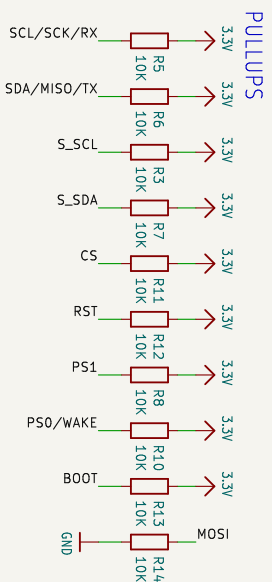 PULLUPS
SCL/SCK/RX R5 10K 3.3V
SDA/MISO/TX R6 10K 3.3V
S_SCL R3 10K 3.3V
S_SDA R7 10K 3.3V
CS R11 10K 3.3V
RST R12 10K 3.3V
PS1 R8 10K 3.3V
PS0/WAKE R10 10K 3.3V
BOOT R13 10K 3.3V
GND R14 10K MOSI